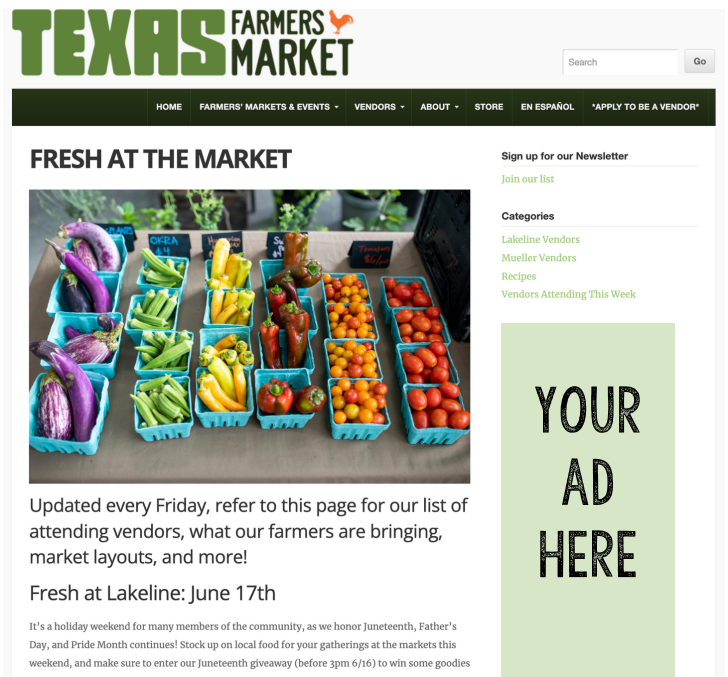 TEXAS FARMERS MARKET
Search
Go
HOME
FARMERS' MARKETS & EVENTS
VENDORS
ABOUT
STORE
EN ESPAÑOL
*APPLY TO BE A VENDOR*
FRESH AT THE MARKET
OKRA
$4
Updated every Friday, refer to this page for our list of
attending vendors, what our farmers are bringing,
market layouts, and more!
Fresh at Lakeline: June 17th
It's a holiday weekend for many members of the community, as we honor Juneteenth, Father's
Day, and Pride Month continues! Stock up on local food for your gatherings at the markets this
weekend, and make sure to enter our Juneteenth giveaway (before 3pm 6/16) to win some goodies
Sign up for our Newsletter
Join our list
Categories
Lakeline Vendors
Mueller Vendors
Recipes
Vendors Attending This Week
YOUR
AD
HERE